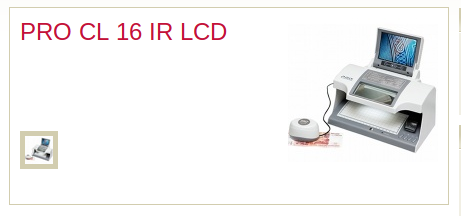 PRO CL 16 IR LCD